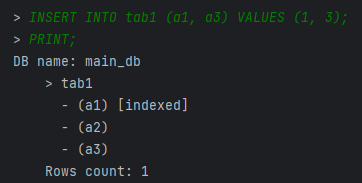 > INSERT INTO tab1 (a1, a3) VALUES (1, 3);
> PRINT;
DB name: main_db
    > tab1
      - (a1) [indexed]
      - (a2)
      - (a3)
    Rows count: 1